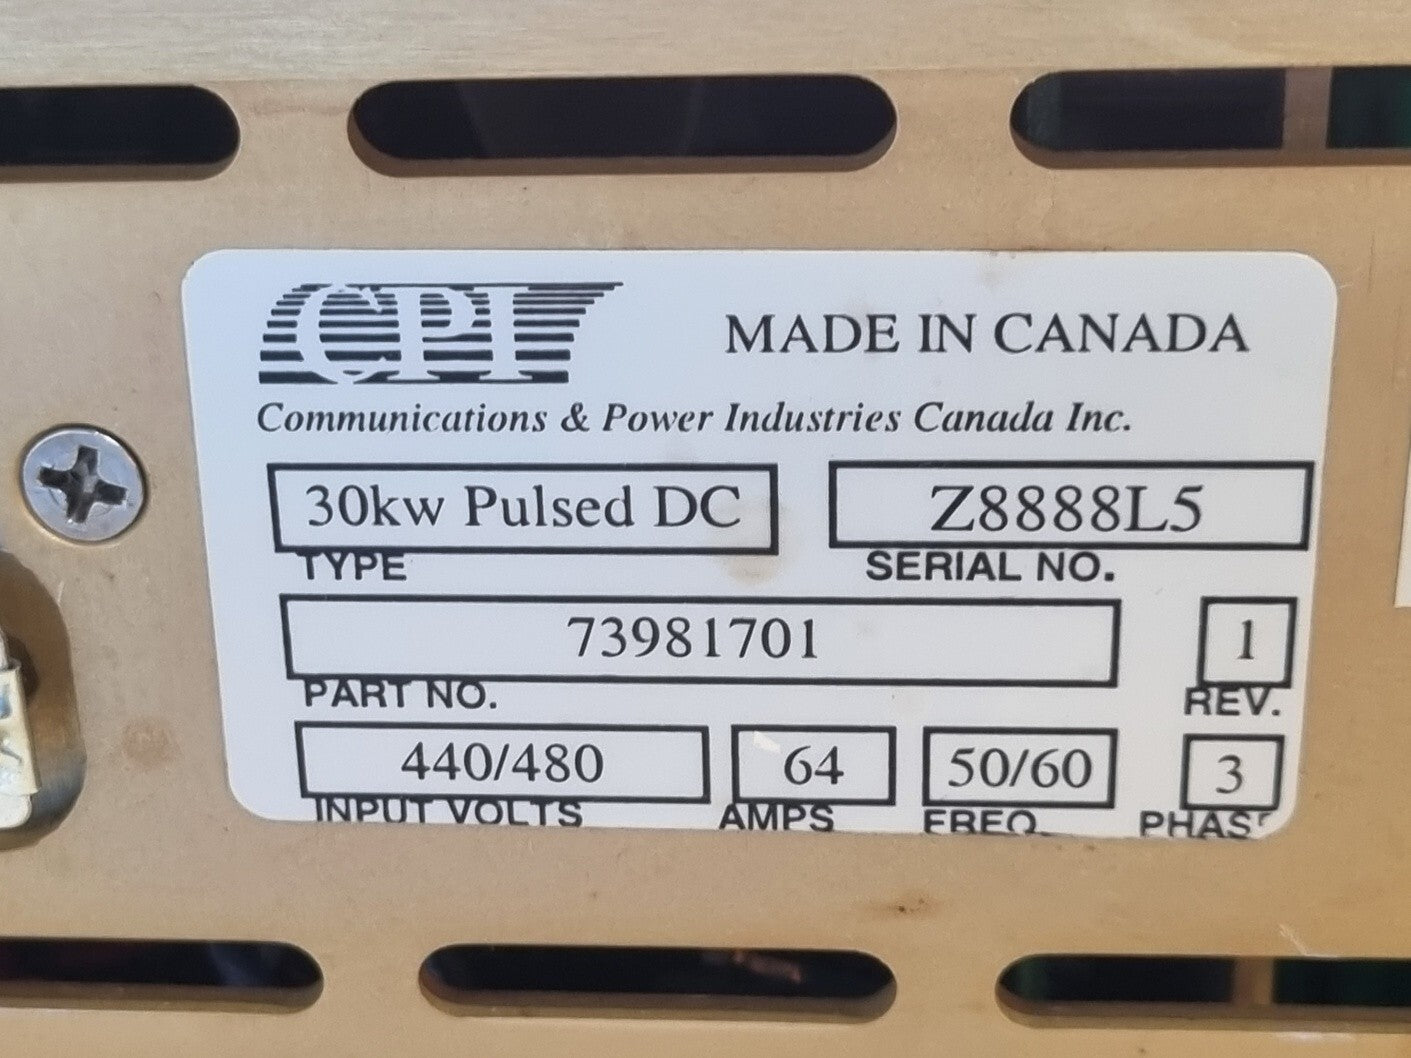 CPI MADE IN CANADA
Communications & Power Industries Canada Inc.
30kw Pulsed DC Z8888L5
TYPE SERIAL NO.
73981701 1
PART NO. REV.
440/480 64 50/60 3
INPUT VOLTS AMPS FREQ. PHASE